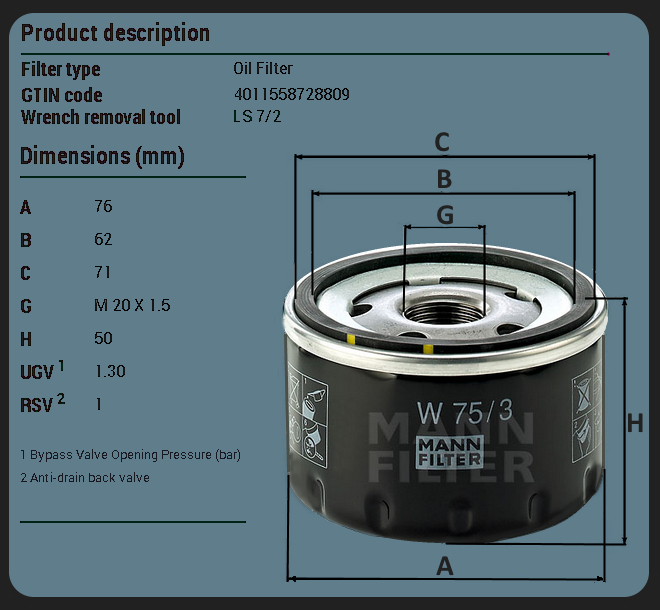 Product description
Filter type Oil Filter
GTIN code 4011558728809
Wrench removal tool LS 7/2
Dimensions (mm)
A 76
B 62
C 71
G M 20 X 1.5
H 50
UGV 1 1.30
RSV 2 1
1 Bypass Valve Opening Pressure (bar)
2 Anti-drain back valve
C
B
G
H
A
W 75/3
MANN
FILTER
MANN
FILTER